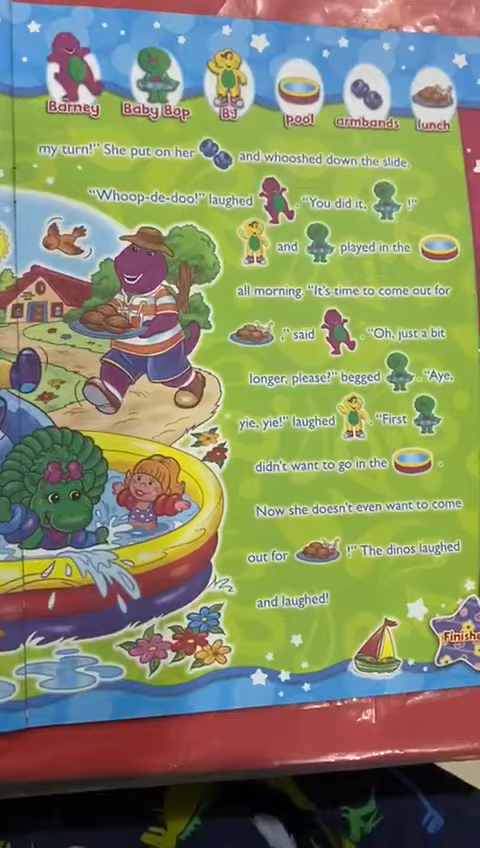 Barney Baby Bop BJ pool armbands lunch
my turn!" She put on her and whooshed down the slide.
"Whoop-de-doo!" laughed . "You did it, !"
and played in the
all morning. "It's time to come out for
," said . "Oh, just a bit
longer, please?" begged . "Aye,
yie, yie!" laughed . "First
didn't want to go in the .
Now she doesn't even want to come
out for !" The dinos laughed
and laughed!